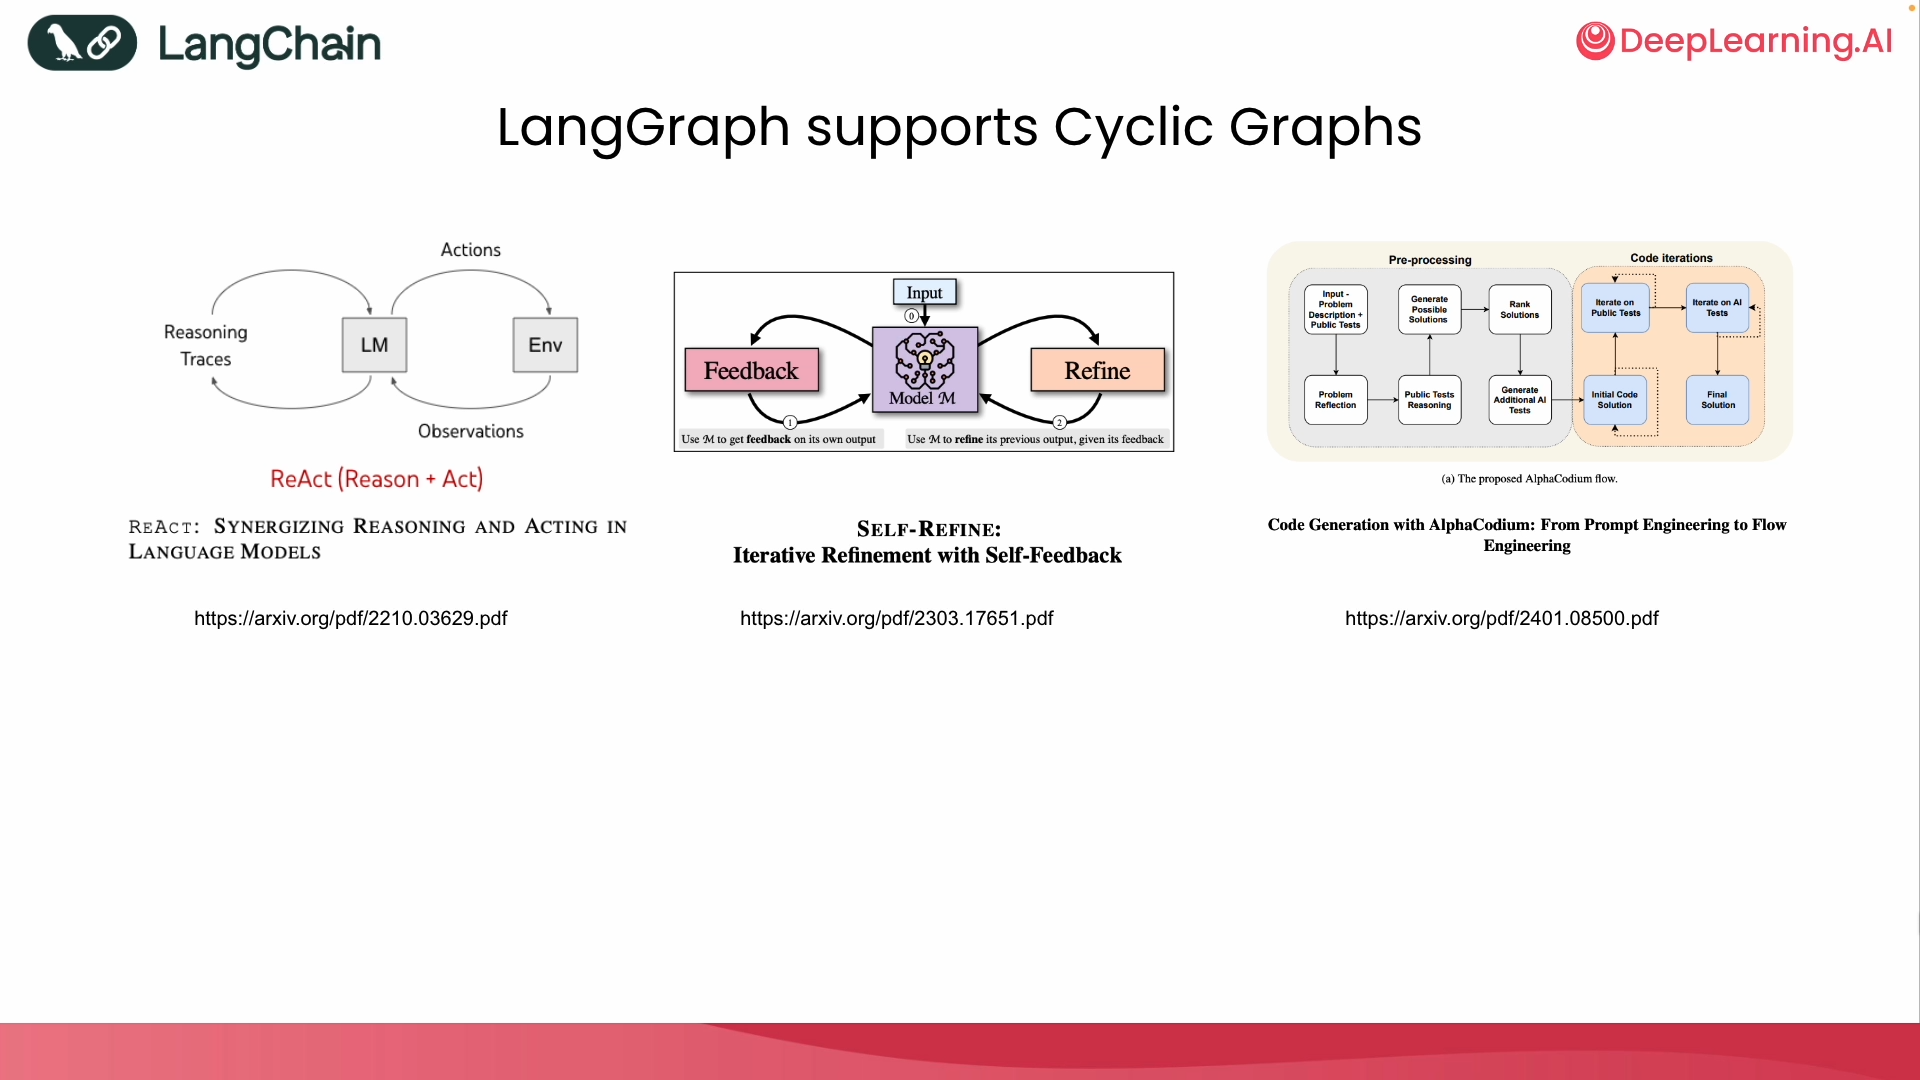 LangChain
DeepLearning.AI
LangGraph supports Cyclic Graphs
Actions
Reasoning
Traces
LM
Env
Observations
ReAct (Reason + Act)
REACT: SYNERGIZING REASONING AND ACTING IN
LANGUAGE MODELS
https://arxiv.org/pdf/2210.03629.pdf
Input
0
Feedback
Model M
Refine
1
2
Use M to get feedback on its own output
Use M to refine its previous output, given its feedback
SELF-REFINE:
Iterative Refinement with Self-Feedback
https://arxiv.org/pdf/2303.17651.pdf
Pre-processing
Code iterations
Input -
Problem
Description +
Public Tests
Generate
Possible
Solutions
Rank
Solutions
Iterate on
Public Tests
Iterate on AI
Tests
Problem
Reflection
Public Tests
Reasoning
Generate
Additional AI
Tests
Initial Code
Solution
Final
Solution
(a) The proposed AlphaCodium flow.
Code Generation with AlphaCodium: From Prompt Engineering to Flow
Engineering
https://arxiv.org/pdf/2401.08500.pdf